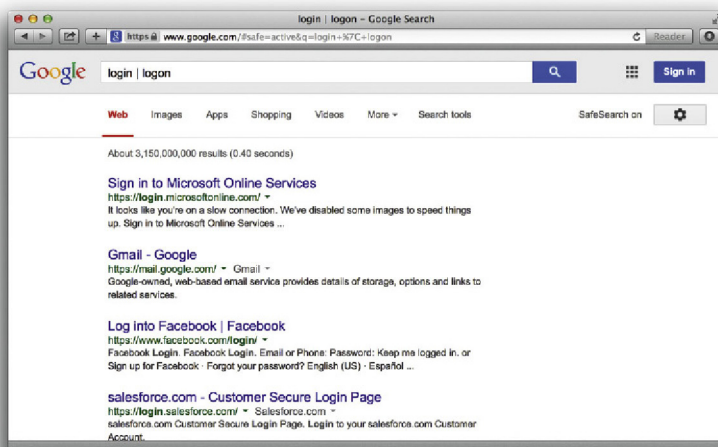 login | logon - Google Search
https www.google.com/#safe=active&q=login+%7C+logon Reader
Google login | logon Sign in
Web Images Apps Shopping Videos More Search tools SafeSearch on
About 3,150,000,000 results (0.40 seconds)
Sign in to Microsoft Online Services
https://login.microsoftonline.com/
It looks like you're on a slow connection. We've disabled some images to speed things
up. Sign in to Microsoft Online Services ...
Gmail - Google
https://mail.google.com/ Gmail
Google-owned, web-based email service provides details of storage, options and links to
related services.
Log into Facebook | Facebook
https://www.facebook.com/login/
Facebook Login. Facebook Login. Email or Phone: Password: Keep me logged in. or
Sign up for Facebook · Forgot your password? English (US) · Español ...
salesforce.com - Customer Secure Login Page
https://login.salesforce.com/ Salesforce.com
salesforce.com Customer Secure Login Page. Login to your salesforce.com Customer
Account.